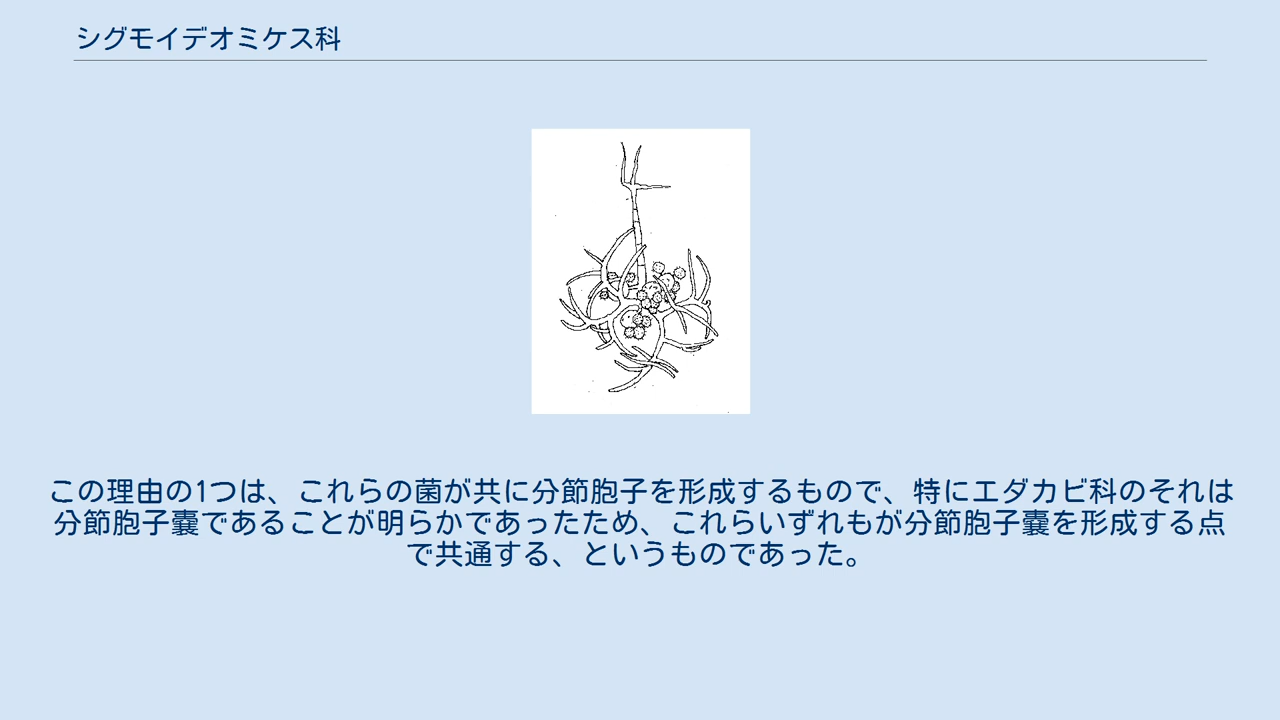 シグモイデオミケス科
この理由の1つは、これらの菌が共に分節胞子を形成するもので、特にエダカビ科のそれは
分節胞子嚢であることが明らかであったため、これらいずれもが分節胞子嚢を形成する点
で共通する、というものであった。